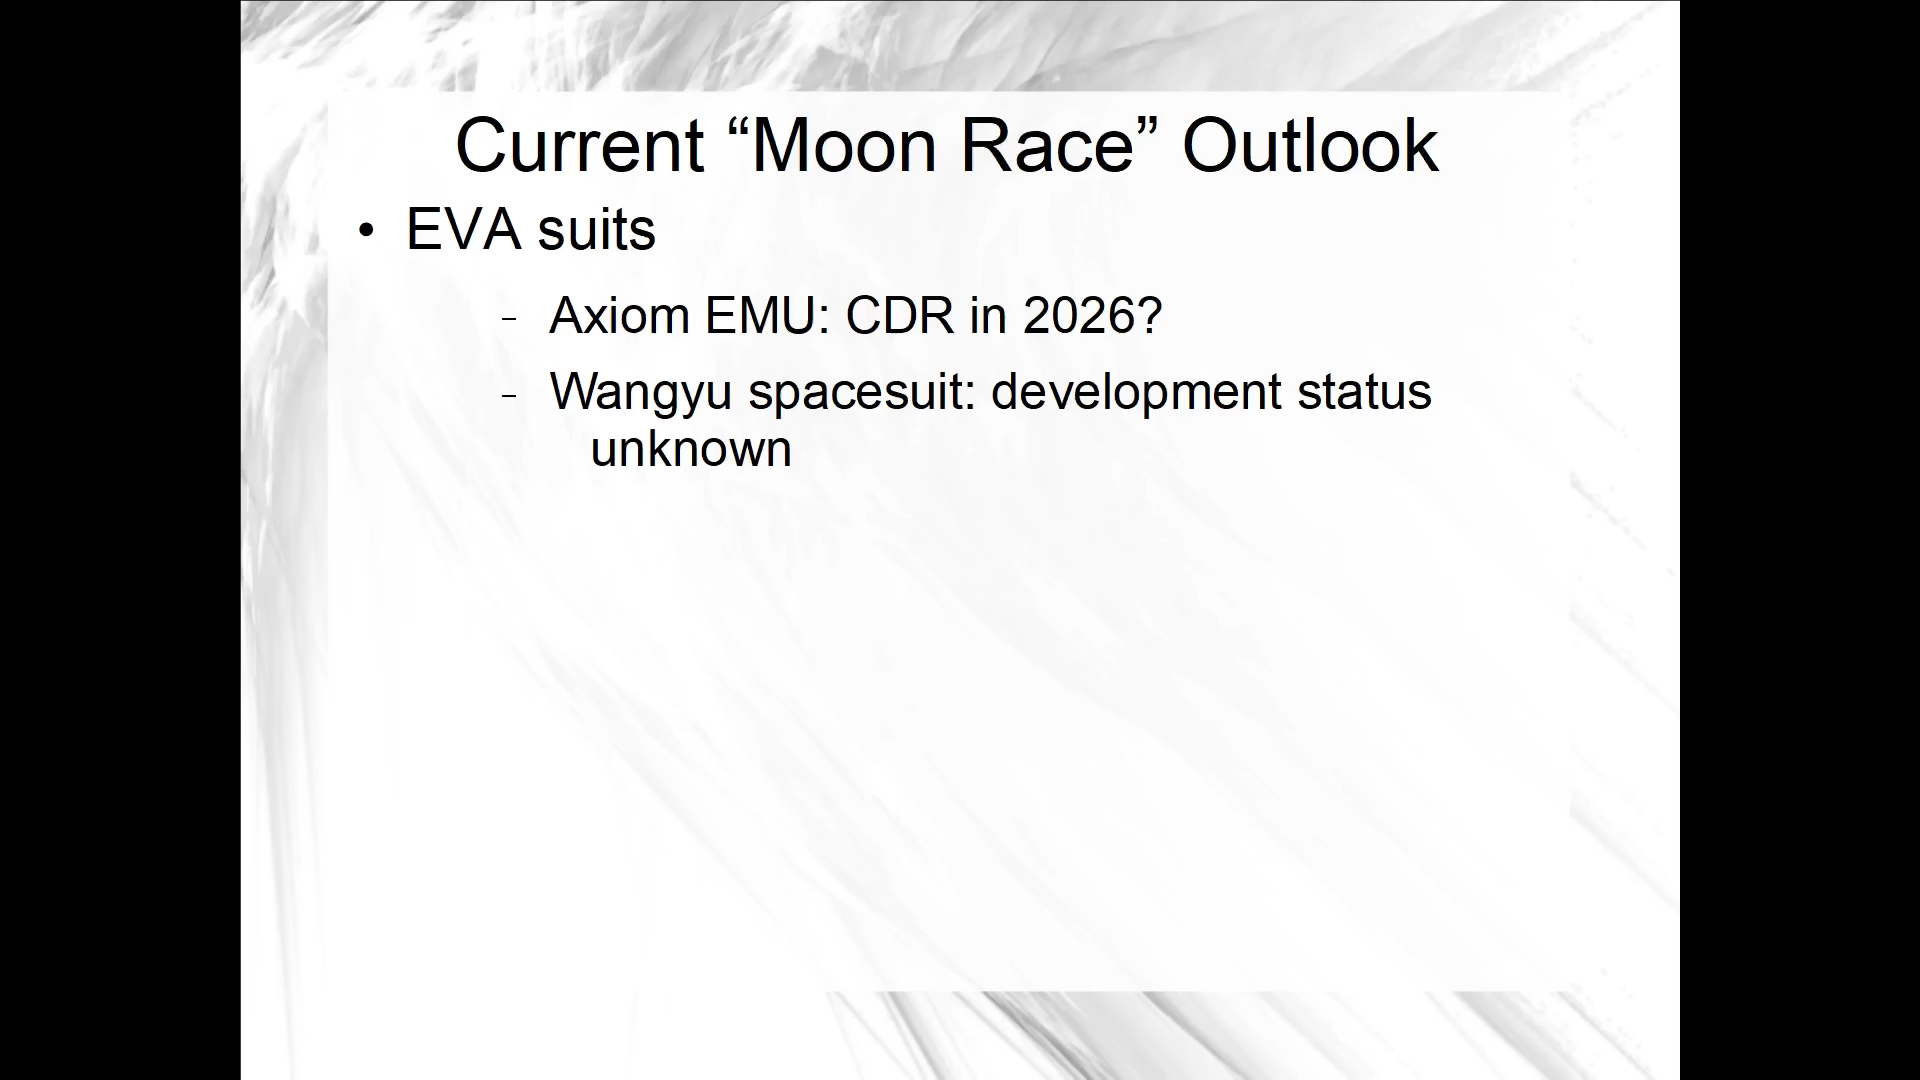 Current “Moon Race” Outlook
• EVA suits
– Axiom EMU: CDR in 2026?
– Wangyu spacesuit: development status
unknown